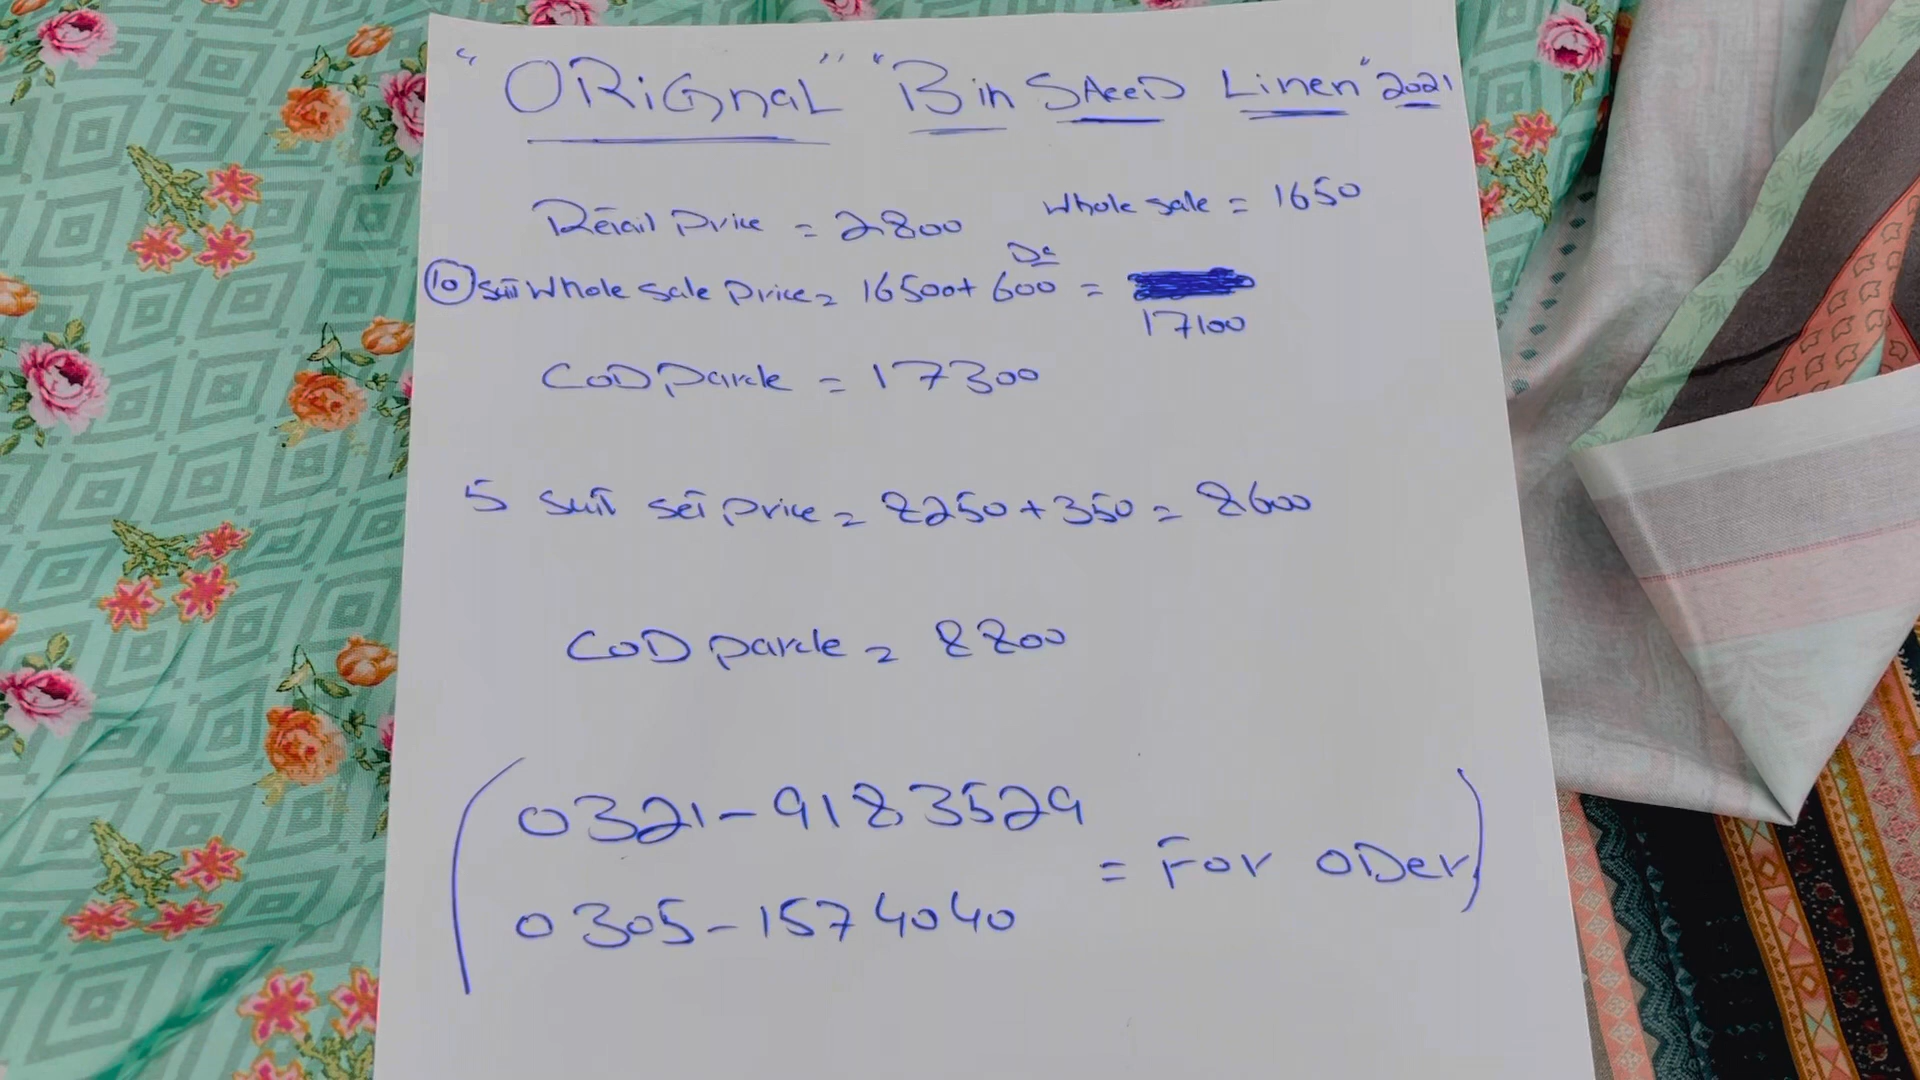 "ORiGnaL" "Bin SAeeD Linen" 2021
Retail Price = 2800 Whole sale = 1650
Dc
10 suit Whole sale Price = 16500 + 600 =
17100
CoD Parcle = 17300
5 suit set price = 8250 + 350 = 8600
CoD parcle = 8800
(0321-9183529
0305-1574040 = For ODer)